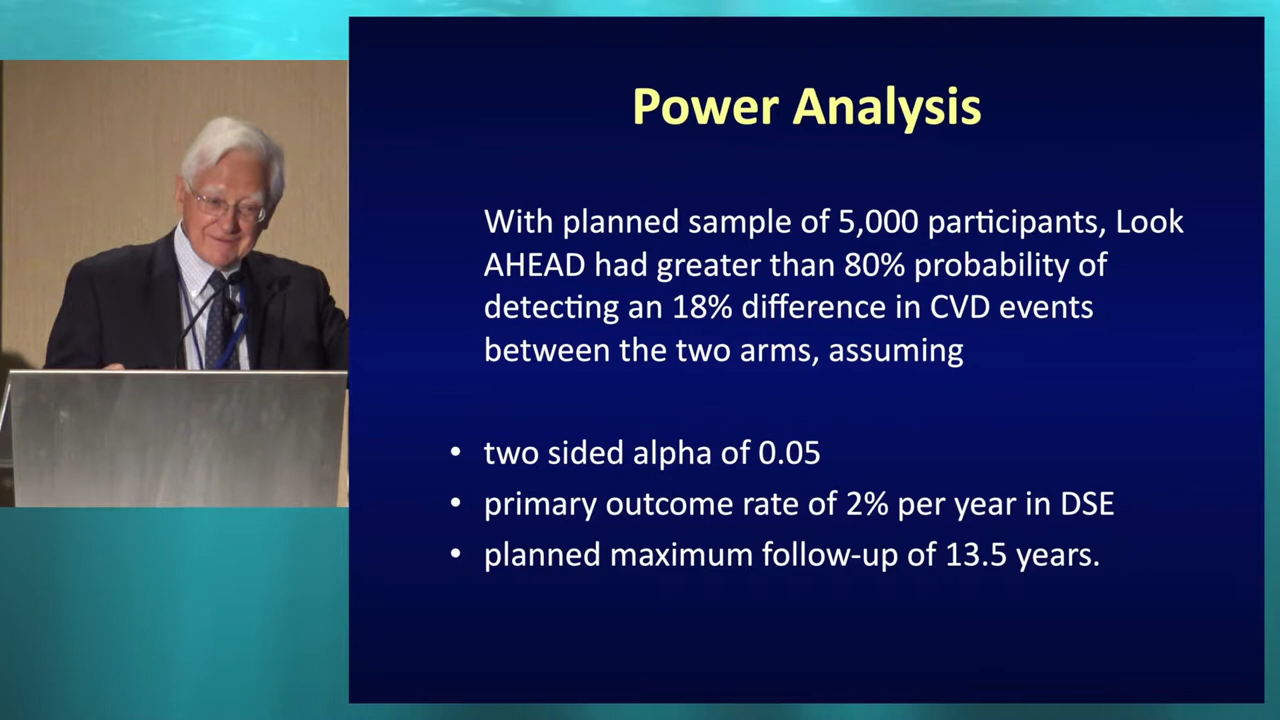 Power Analysis
With planned sample of 5,000 participants, Look
AHEAD had greater than 80% probability of
detecting an 18% difference in CVD events
between the two arms, assuming
• two sided alpha of 0.05
• primary outcome rate of 2% per year in DSE
• planned maximum follow-up of 13.5 years.